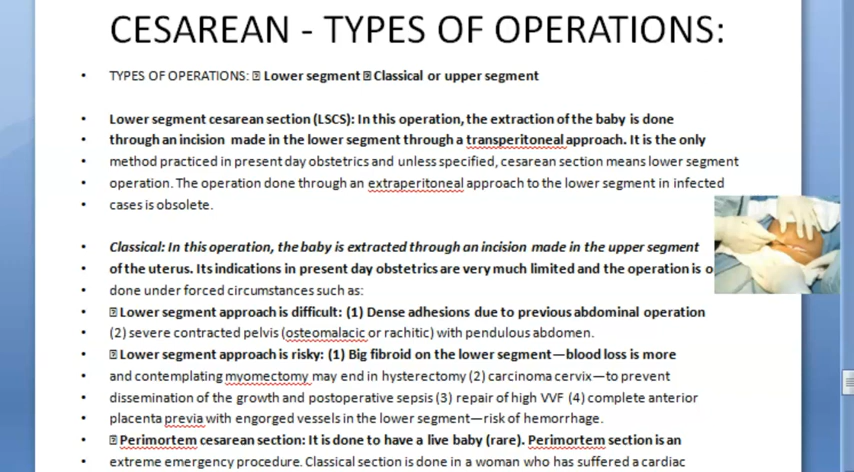 CESAREAN - TYPES OF OPERATIONS:
• TYPES OF OPERATIONS: Lower segment Classical or upper segment
• Lower segment cesarean section (LSCS): In this operation, the extraction of the baby is done
• through an incision made in the lower segment through a transperitoneal approach. It is the only
• method practiced in present day obstetrics and unless specified, cesarean section means lower segment
• operation. The operation done through an extraperitoneal approach to the lower segment in infected
• cases is obsolete.
• Classical: In this operation, the baby is extracted through an incision made in the upper segment
• of the uterus. Its indications in present day obstetrics are very much limited and the operation is
• done under forced circumstances such as:
• Lower segment approach is difficult: (1) Dense adhesions due to previous abdominal operation
• (2) severe contracted pelvis (osteomalacic or rachitic) with pendulous abdomen.
• Lower segment approach is risky: (1) Big fibroid on the lower segment—blood loss is more
• and contemplating myomectomy may end in hysterectomy (2) carcinoma cervix—to prevent
• dissemination of the growth and postoperative sepsis (3) repair of high VVF (4) complete anterior
• placenta previa with engorged vessels in the lower segment—risk of hemorrhage.
• Perimortem cesarean section: It is done to have a live baby (rare). Perimortem section is an
• extreme emergency procedure. Classical section is done in a woman who has suffered a cardiac